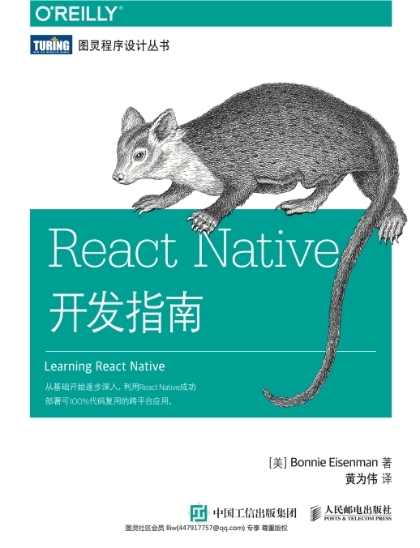 O'REILLY®
TURING 图灵程序设计丛书
React Native
开发指南
Learning React Native
从基础开始逐步深入，利用React Native成功
部署可100%代码复用的跨平台应用。
[美] Bonnie Eisenman 著
黄为伟 译
中国工信出版集团 人民邮电出版社
POSTS & TELECOM PRESS
图灵社区会员 lliw(447917757@qq.com) 专享 尊重版权